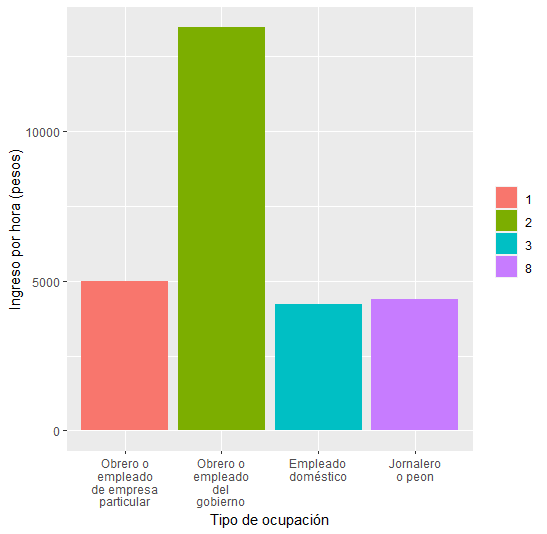 Ingreso por hora (pesos)
10000
5000
0
Obrero o
empleado
de empresa
particular
Obrero o
empleado
del
gobierno
Empleado
doméstico
Jornalero
o peon
Tipo de ocupación
1
2
3
8